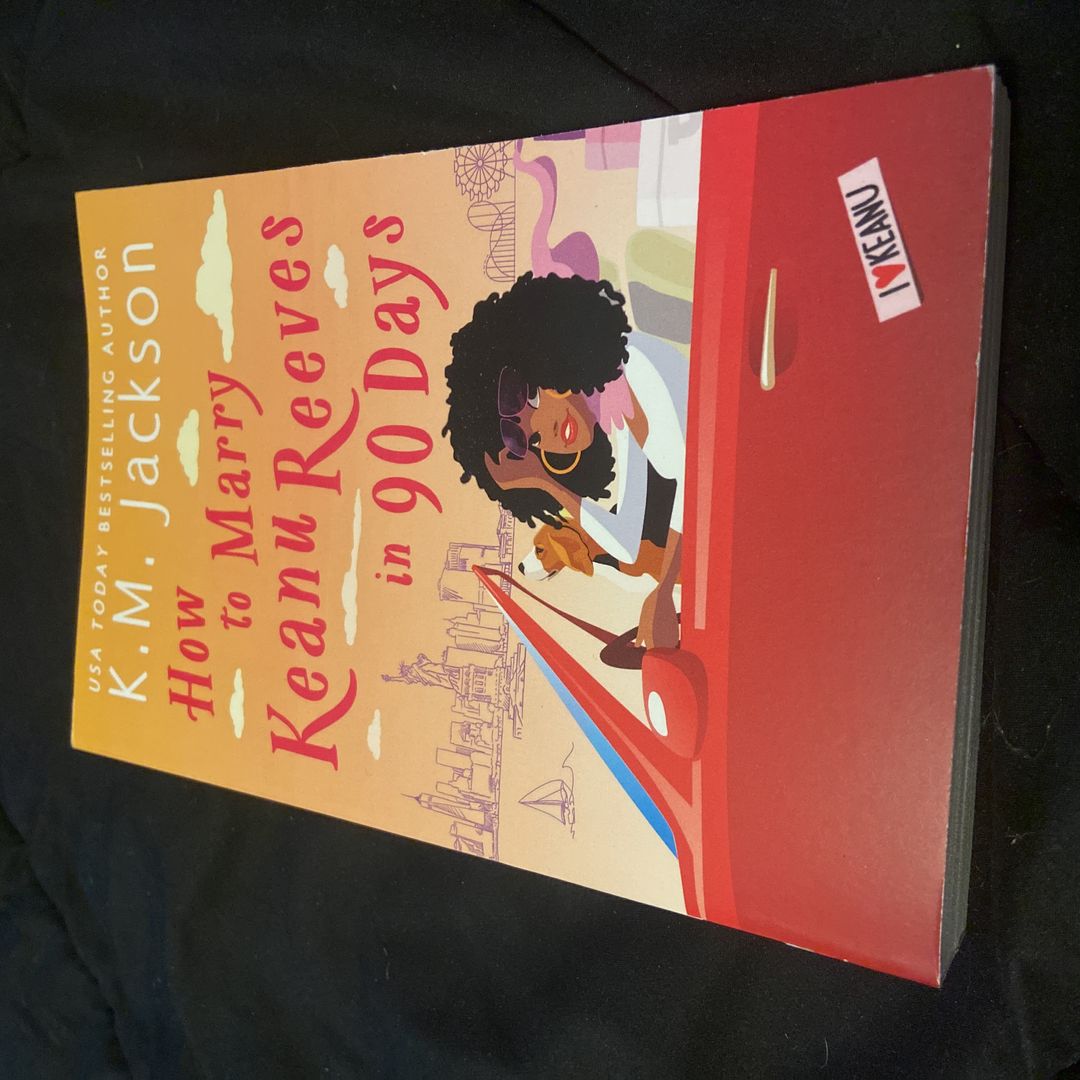 USA TODAY BESTSELLING AUTHOR
K.M. Jackson
How
to Marry
Keanu Reeves
in 90 Days
I ♥ KEANU